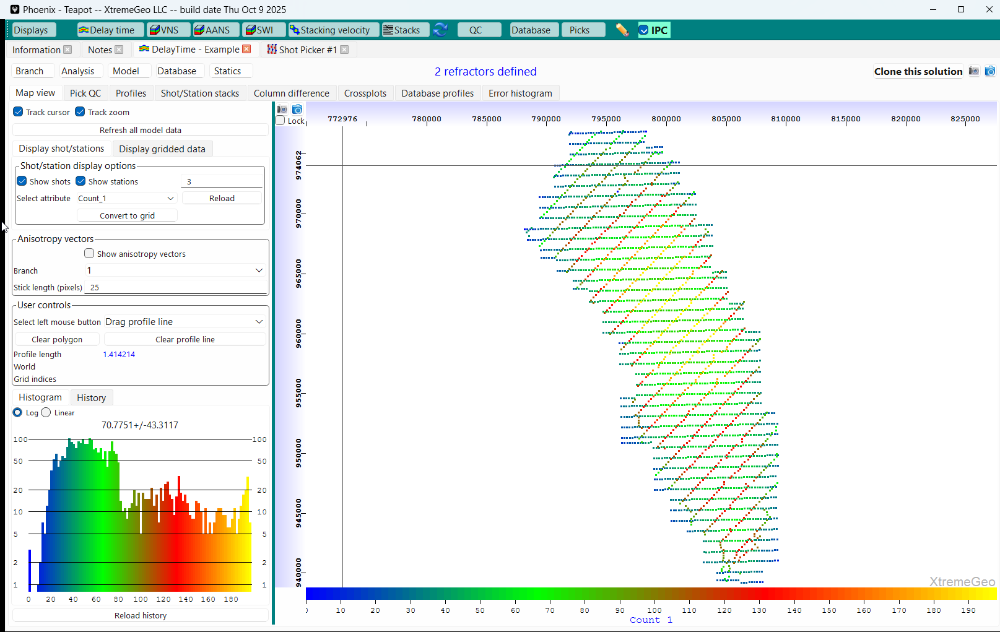 Phoenix - Teapot -- XtremeGeo LLC -- build date Thu Oct 9 2025
Displays Delay time VNS AANS SWI Stacking velocity Stacks QC Database Picks IPC
Information Notes DelayTime - Example Shot Picker #1
Branch Analysis Model Database Statics 2 refractors defined Clone this solution
Map view Pick QC Profiles Shot/Station stacks Column difference Crossplots Database profiles Error histogram
Track cursor Track zoom
Refresh all model data
Display shot/stations Display gridded data
Shot/station display options
Show shots Show stations 3
Select attribute Count_1 Reload
Convert to grid
Anisotropy vectors
Show anisotropy vectors
Branch 1
Stick length (pixels) 25
User controls
Select left mouse button Drag profile line
Clear polygon Clear profile line
Profile length 1.414214
World
Grid indices
Histogram History
Log Linear
70.7751+/-43.3117
100 100
50 50
20 20
10 10
5 5
2 2
1 1
0 20 40 60 80 100 120 140 160 180
Reload history
Lock
772976 780000 785000 790000 795000 800000 805000 810000 815000 820000 825000
974062
970000
965000
960000
955000
950000
945000
940000
XtremeGeo
0 10 20 30 40 50 60 70 80 90 100 110 120 130 140 150 160 170 180 190
Count 1